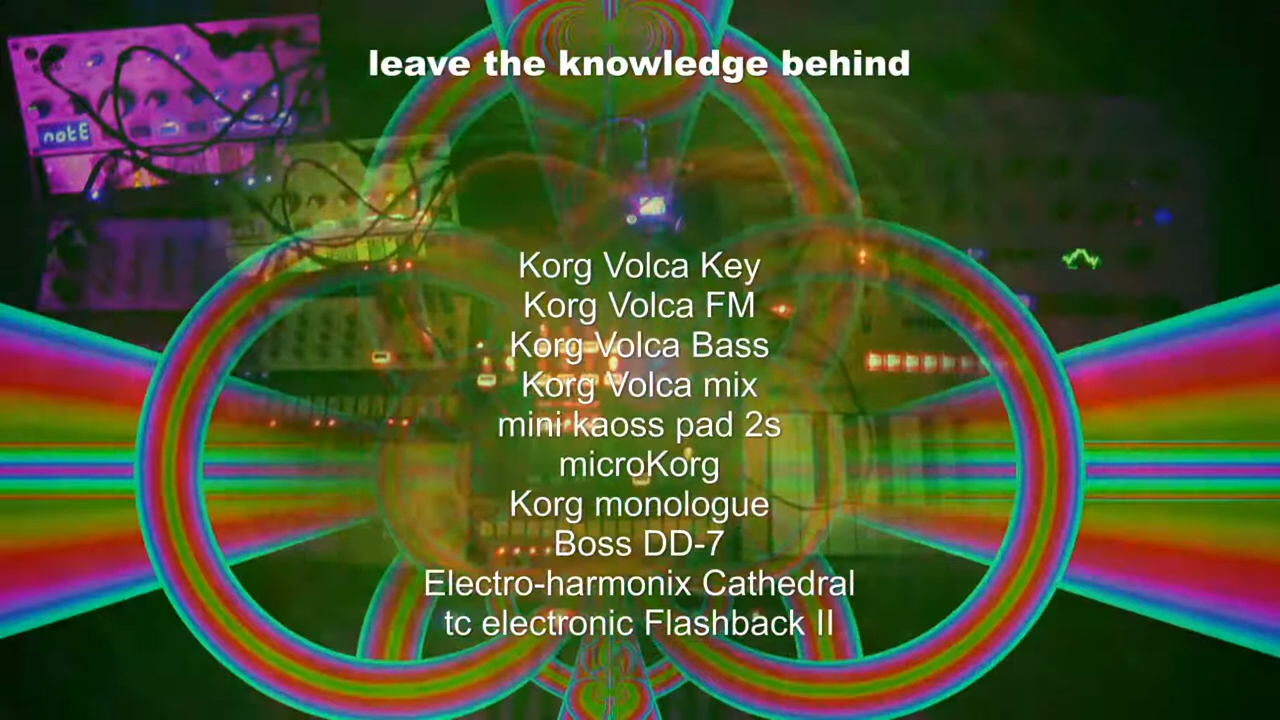 leave the knowledge behind
notE
Korg Volca Key
Korg Volca FM
Korg Volca Bass
Korg Volca mix
mini kaoss pad 2s
microKorg
Korg monologue
Boss DD-7
Electro-harmonix Cathedral
tc electronic Flashback II